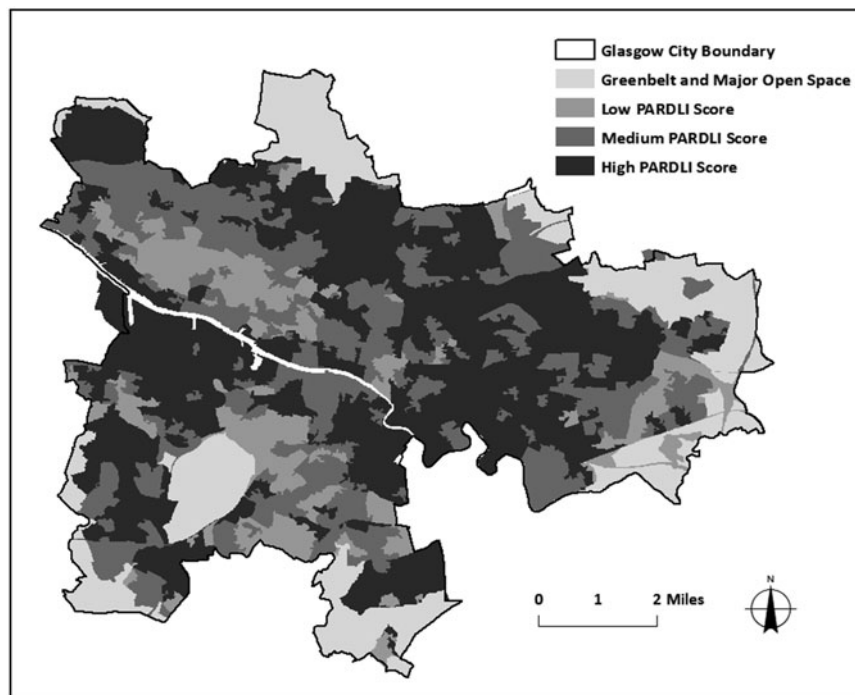 Glasgow City Boundary
Greenbelt and Major Open Space
Low PARDLI Score
Medium PARDLI Score
High PARDLI Score
0 1 2 Miles
N